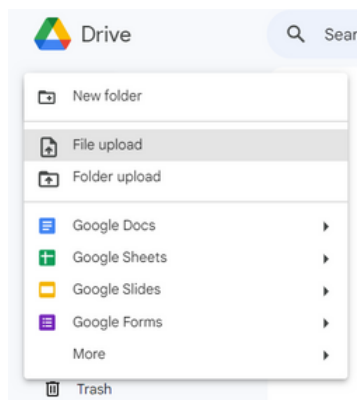 Drive
Sear
New folder
File upload
Folder upload
Google Docs
Google Sheets
Google Slides
Google Forms
More
Trash